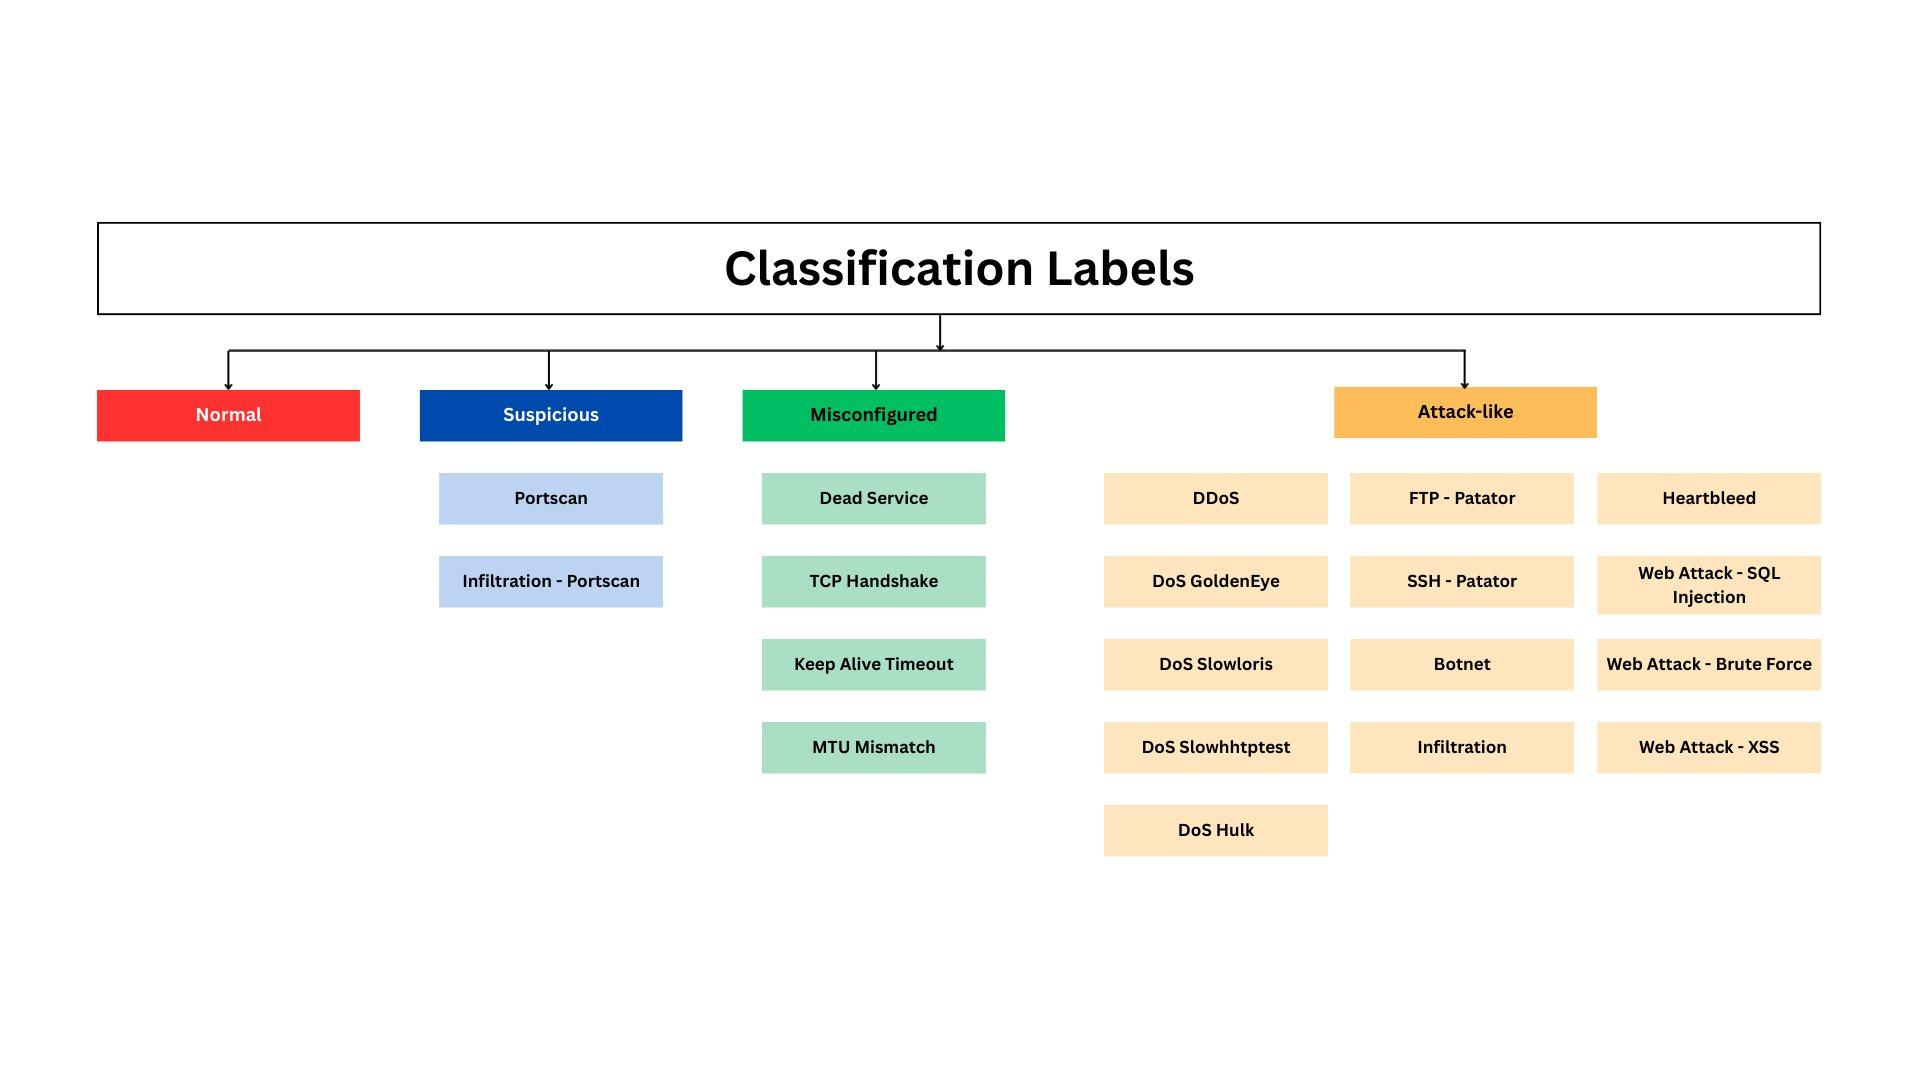 Classification Labels
Normal
Suspicious
Misconfigured
Attack-like
Portscan
Infiltration - Portscan
Dead Service
TCP Handshake
Keep Alive Timeout
MTU Mismatch
DDoS
DoS GoldenEye
DoS Slowloris
DoS Slowhhtptest
DoS Hulk
FTP - Patator
SSH - Patator
Botnet
Infiltration
Heartbleed
Web Attack - SQL
Injection
Web Attack - Brute Force
Web Attack - XSS